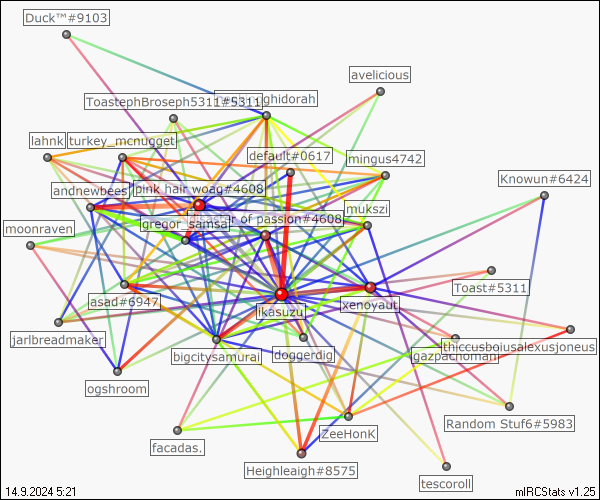 Duck™#9103
avelicious
ToastephBroseph5311#5311
ghidorah
lahnk
turkey_mcnugget
default#0617
mingus4742
andnewbees
pink hair woag#4608
Knowun#6424
mukszi
gregor_samsa
of passion#4608
moonraven
Toast#5311
asad#6947
ikasuzu
xenoyaut
jarlbreadmaker
bigcitysamurai
doggerdig
gazpachoman
thiccusboiusalexusjoneus
ogshroom
Random Stuf6#5983
ZeeHonK
facadas.
Heighleaigh#8575
tescoroll
14.9.2024 5:21
mIRCStats v1.25